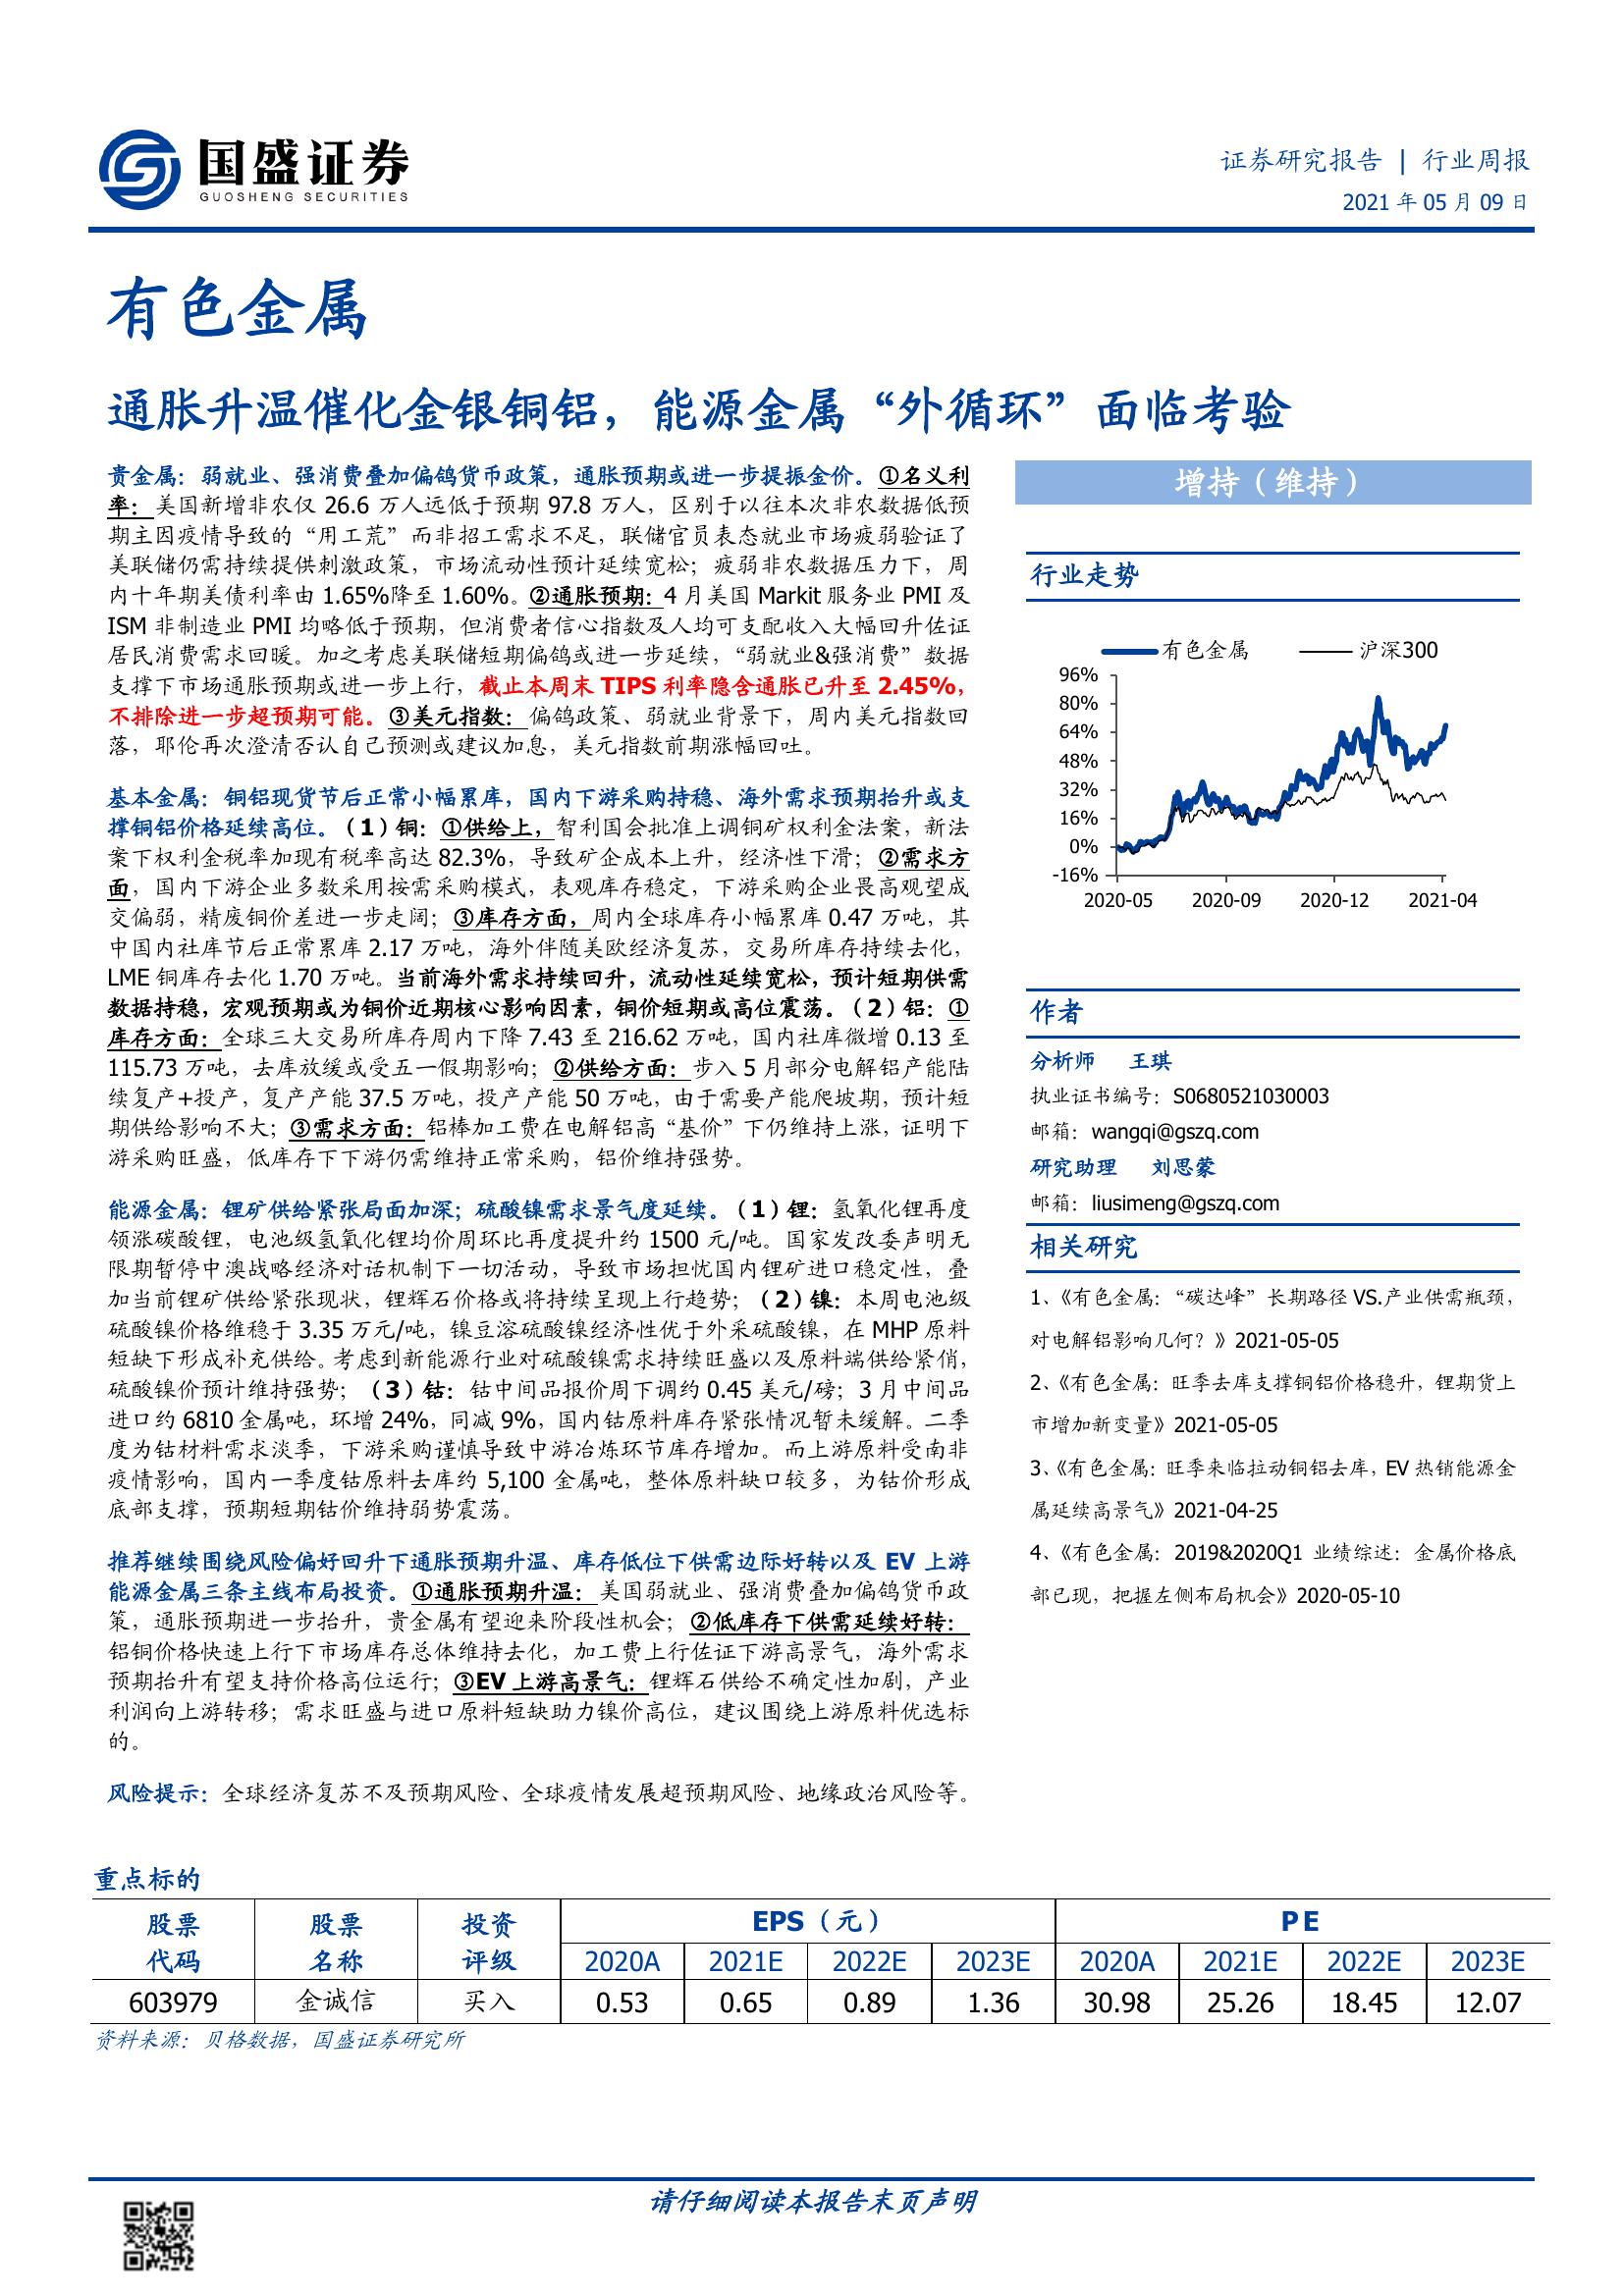 国盛证券
GUOSHENG SECURITIES
证券研究报告 | 行业周报
2021 年 05 月 09 日
有色金属
通胀升温催化金银铜铝，能源金属“外循环”面临考验
贵金属：弱就业、强消费叠加偏鸽货币政策，通胀预期或进一步提振金价。①名义利
率：美国新增非农仅 26.6 万人远低于预期 97.8 万人，区别于以往本次非农数据低预
期主因疫情导致的“用工荒”而非招工需求不足，联储官员表态就业市场疲弱验证了
美联储仍需持续提供刺激政策，市场流动性预计延续宽松；疲弱非农数据压力下，周
内十年期美债利率由 1.65%降至 1.60%。②通胀预期：4 月美国 Markit 服务业 PMI 及
ISM 非制造业 PMI 均略低于预期，但消费者信心指数及人均可支配收入大幅回升佐证
居民消费需求回暖。加之考虑美联储短期偏鸽或进一步延续，“弱就业&强消费”数据
支撑下市场通胀预期或进一步上行，截止本周末 TIPS 利率隐含通胀已升至 2.45%，
不排除进一步超预期可能。③美元指数：偏鸽政策、弱就业背景下，周内美元指数回
落，耶伦再次澄清否认自己预测或建议加息，美元指数前期涨幅回吐。
基本金属：铜铝现货节后正常小幅累库，国内下游采购持稳、海外需求预期抬升或支
撑铜铝价格延续高位。（1）铜：①供给上，智利国会批准上调铜矿权利金法案，新法
案下权利金税率加现有税率高达 82.3%，导致矿企成本上升，经济性下滑；②需求方
面，国内下游企业多数采用按需采购模式，表观库存稳定，下游采购企业畏高观望成
交偏弱，精废铜价差进一步走阔；③库存方面，周内全球库存小幅累库 0.47 万吨，其
中国内社库节后正常累库 2.17 万吨，海外伴随美欧经济复苏，交易所库存持续去化，
LME 铜库存去化 1.70 万吨。当前海外需求持续回升，流动性延续宽松，预计短期供需
数据持稳，宏观预期或为铜价近期核心影响因素，铜价短期或高位震荡。（2）铝：①
库存方面：全球三大交易所库存周内下降 7.43 至 216.62 万吨，国内社库微增 0.13 至
115.73 万吨，去库放缓或受五一假期影响；②供给方面：步入 5 月部分电解铝产能陆
续复产+投产，复产产能 37.5 万吨，投产产能 50 万吨，由于需要产能爬坡期，预计短
期供给影响不大；③需求方面：铝棒加工费在电解铝高“基价”下仍维持上涨，证明下
游采购旺盛，低库存下下游仍需维持正常采购，铝价维持强势。
能源金属：锂矿供给紧张局面加深；硫酸镍需求景气度延续。（1）锂：氢氧化锂再度
领涨碳酸锂，电池级氢氧化锂均价周环比再度提升约 1500 元/吨。国家发改委声明无
限期暂停中澳战略经济对话机制下一切活动，导致市场担忧国内锂矿进口稳定性，叠
加当前锂矿供给紧张现状，锂辉石价格或将持续呈现上行趋势；（2）镍：本周电池级
硫酸镍价格维稳于 3.35 万元/吨，镍豆溶硫酸镍经济性优于外采硫酸镍，在 MHP 原料
短缺下形成补充供给。考虑到新能源行业对硫酸镍需求持续旺盛以及原料端供给紧俏，
硫酸镍价预计维持强势；（3）钴：钴中间品报价周下调约 0.45 美元/磅；3 月中间品
进口约 6810 金属吨，环增 24%，同减 9%，国内钴原料库存紧张情况暂未缓解。二季
度为钴材料需求淡季，下游采购谨慎导致中游冶炼环节库存增加。而上游原料受南非
疫情影响，国内一季度钴原料去库约 5,100 金属吨，整体原料缺口较多，为钴价形成
底部支撑，预期短期钴价维持弱势震荡。
推荐继续围绕风险偏好回升下通胀预期升温、库存低位下供需边际好转以及 EV 上游
能源金属三条主线布局投资。①通胀预期升温：美国弱就业、强消费叠加偏鸽货币政
策，通胀预期进一步抬升，贵金属有望迎来阶段性机会；②低库存下供需延续好转：
铝铜价格快速上行下市场库存总体维持去化，加工费上行佐证下游高景气，海外需求
预期抬升有望支持价格高位运行；③EV 上游高景气：锂辉石供给不确定性加剧，产业
利润向上游转移；需求旺盛与进口原料短缺助力镍价高位，建议围绕上游原料优选标
的。
风险提示：全球经济复苏不及预期风险、全球疫情发展超预期风险、地缘政治风险等。
增持（维持）
行业走势
有色金属 沪深300
96%
80%
64%
48%
32%
16%
0%
-16%
2020-05 2020-09 2020-12 2021-04
作者
分析师 王琪
执业证书编号：S0680521030003
邮箱：wangqi@gszq.com
研究助理 刘思蒙
邮箱：liusimeng@gszq.com
相关研究
1、《有色金属：“碳达峰”长期路径 VS.产业供需瓶颈，
对电解铝影响几何？》2021-05-05
2、《有色金属：旺季去库支撑铜铝价格稳升，锂期货上
市增加新变量》2021-05-05
3、《有色金属：旺季来临拉动铜铝去库，EV 热销能源金
属延续高景气》2021-04-25
4、《有色金属：2019&2020Q1 业绩综述：金属价格底
部已现，把握左侧布局机会》2020-05-10
重点标的
股票 股票 投资 EPS（元） P E
代码 名称 评级 2020A 2021E 2022E 2023E 2020A 2021E 2022E 2023E
603979 金诚信 买入 0.53 0.65 0.89 1.36 30.98 25.26 18.45 12.07
资料来源：贝格数据，国盛证券研究所
请仔细阅读本报告末页声明